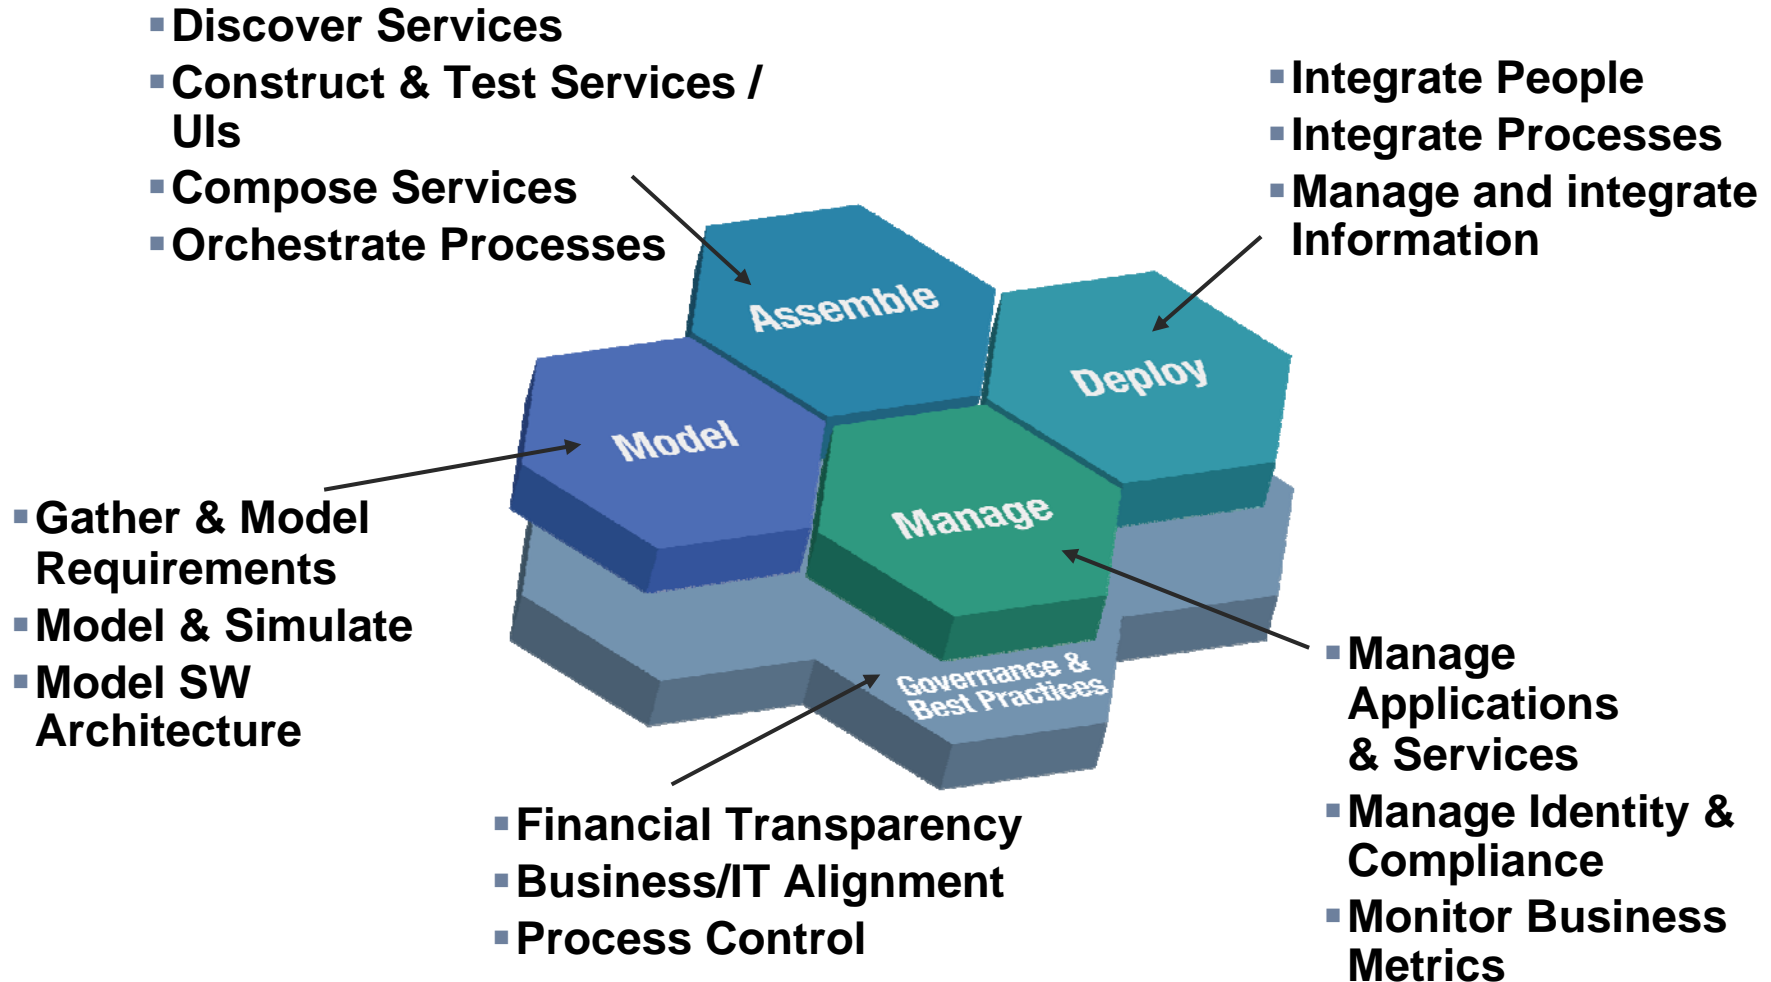 Discover Services
Construct & Test Services /
UIs
Compose Services
Orchestrate Processes
Integrate People
Integrate Processes
Manage and integrate
Information
Assemble
Deploy
Model
Manage
Governance &
Best Practices
Gather & Model
Requirements
Model & Simulate
Model SW
Architecture
Financial Transparency
Business/IT Alignment
Process Control
Manage
Applications
& Services
Manage Identity &
Compliance
Monitor Business
Metrics